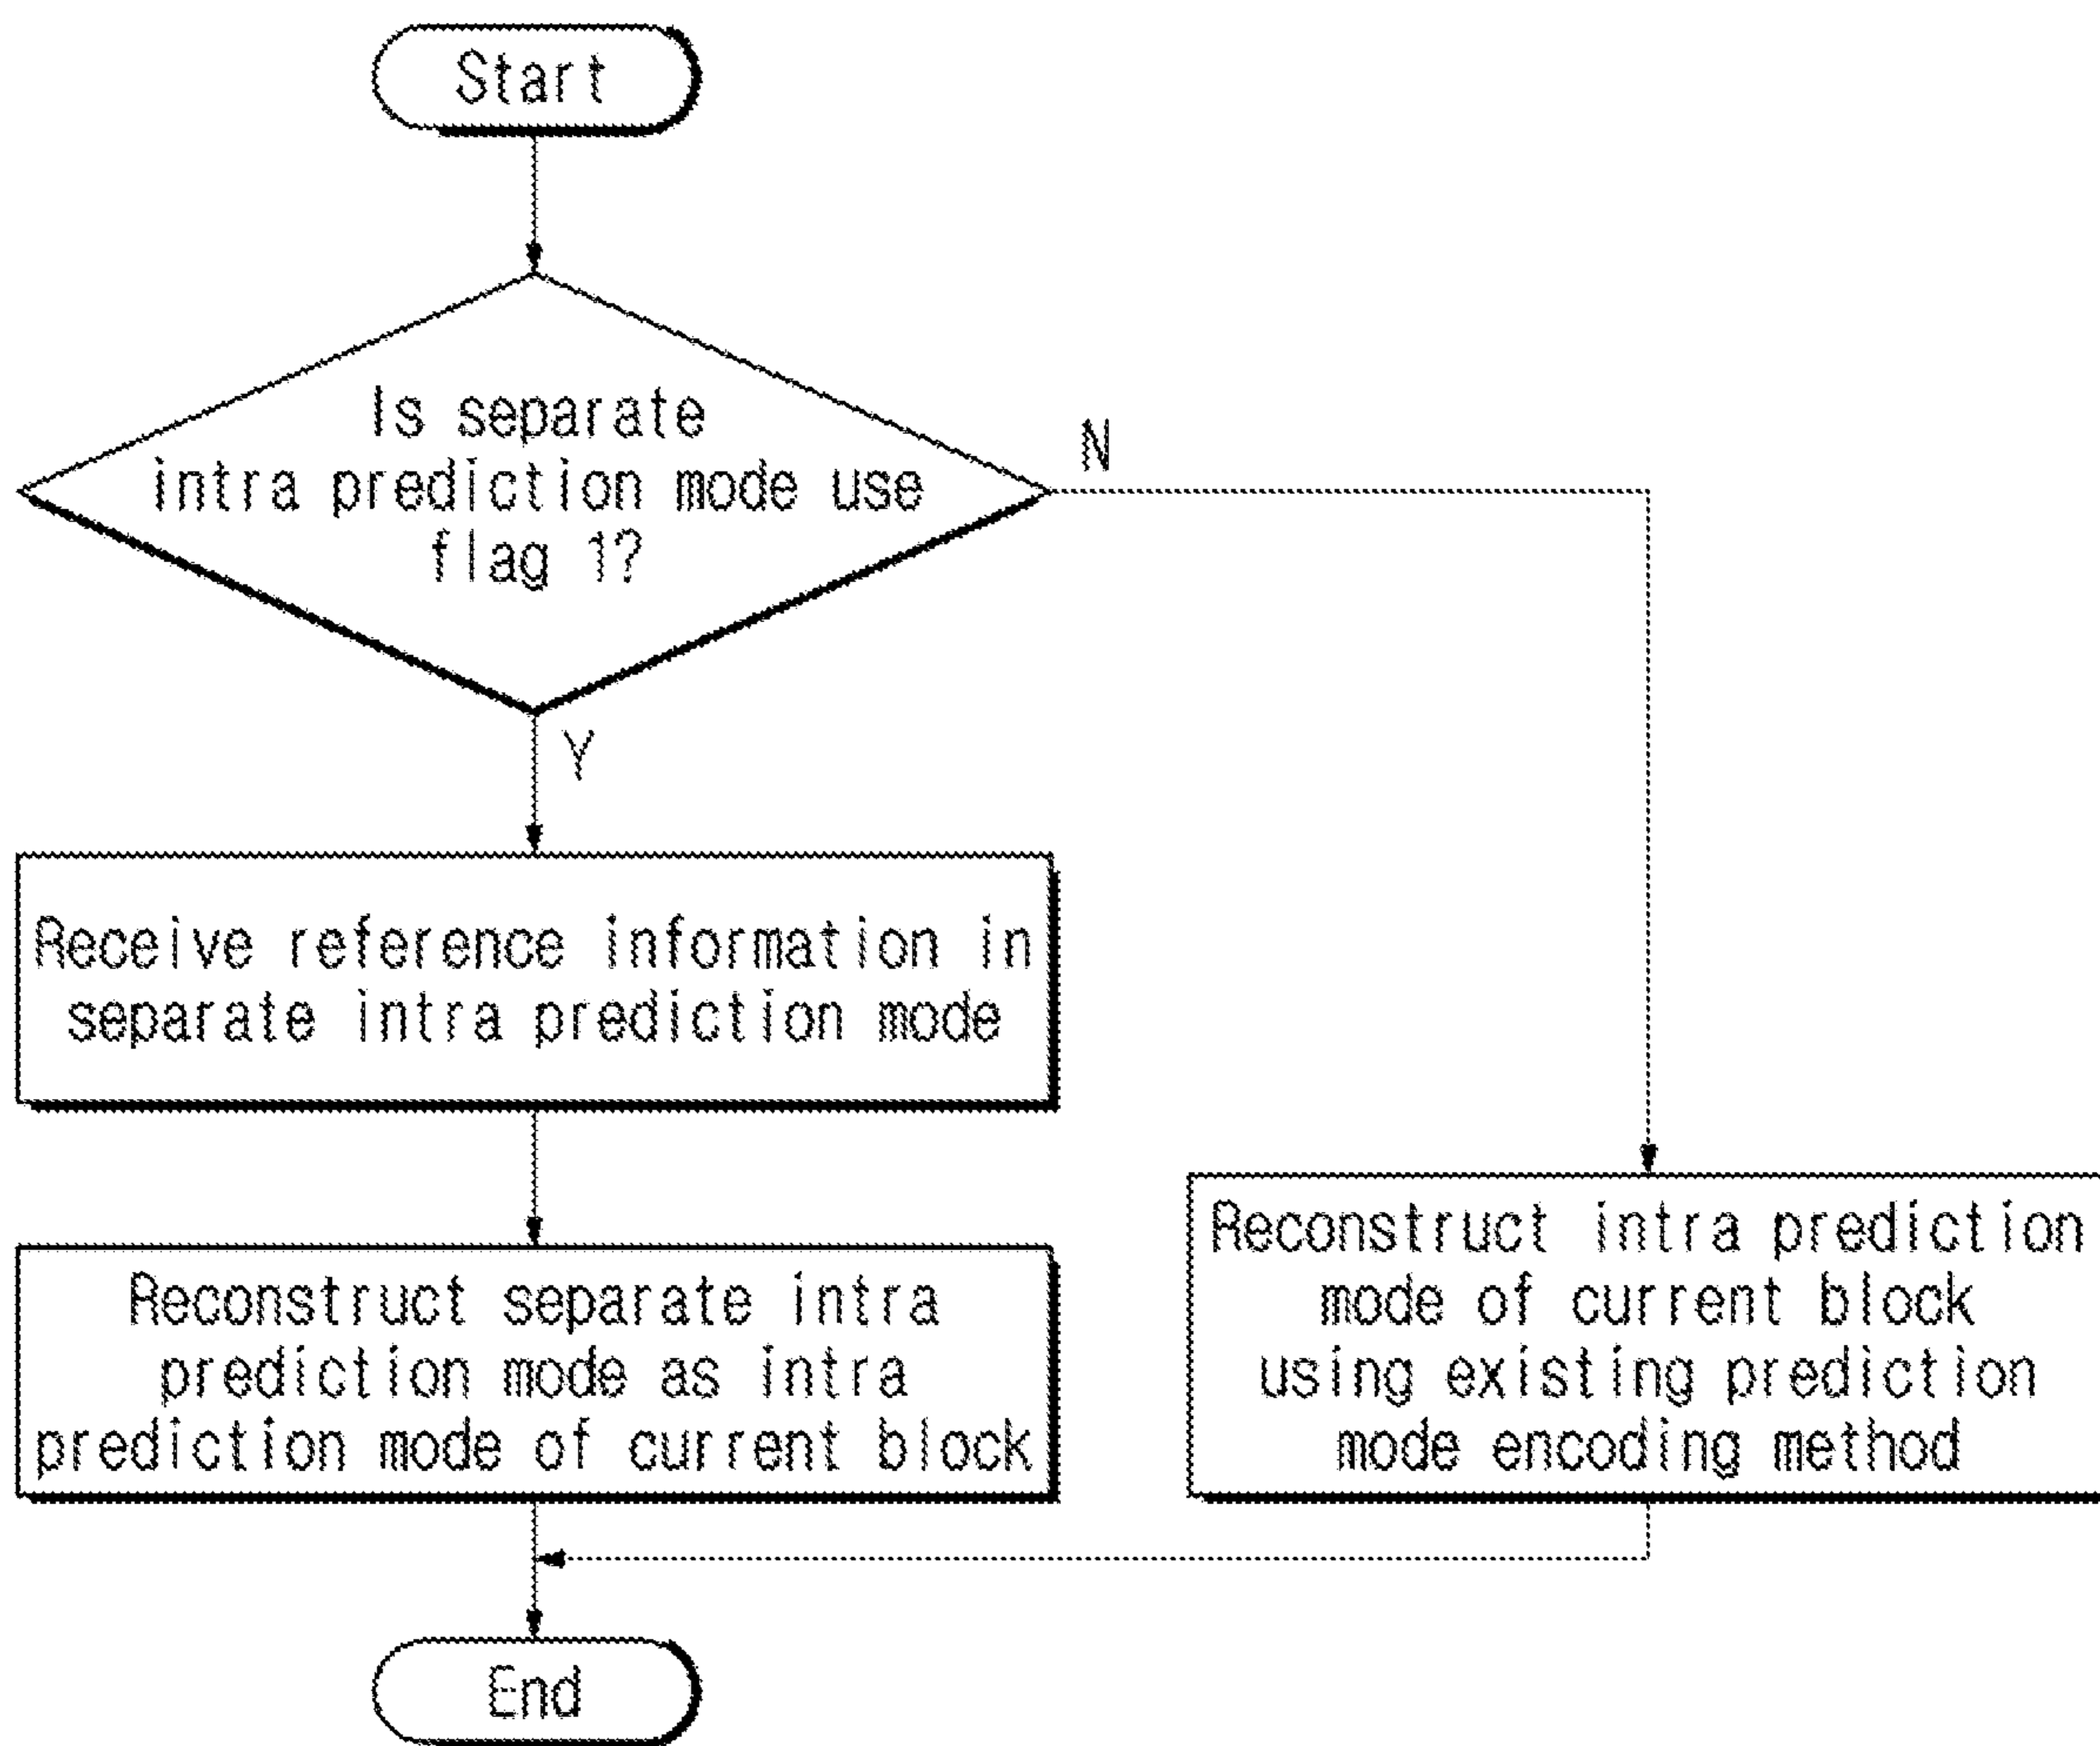 Start
Is separate
intra prediction mode use
flag 1?
N
Y
Receive reference information in
separate intra prediction mode
Reconstruct separate intra
prediction mode as intra
prediction mode of current block
Reconstruct intra prediction
mode of current block
using existing prediction
mode encoding method
End